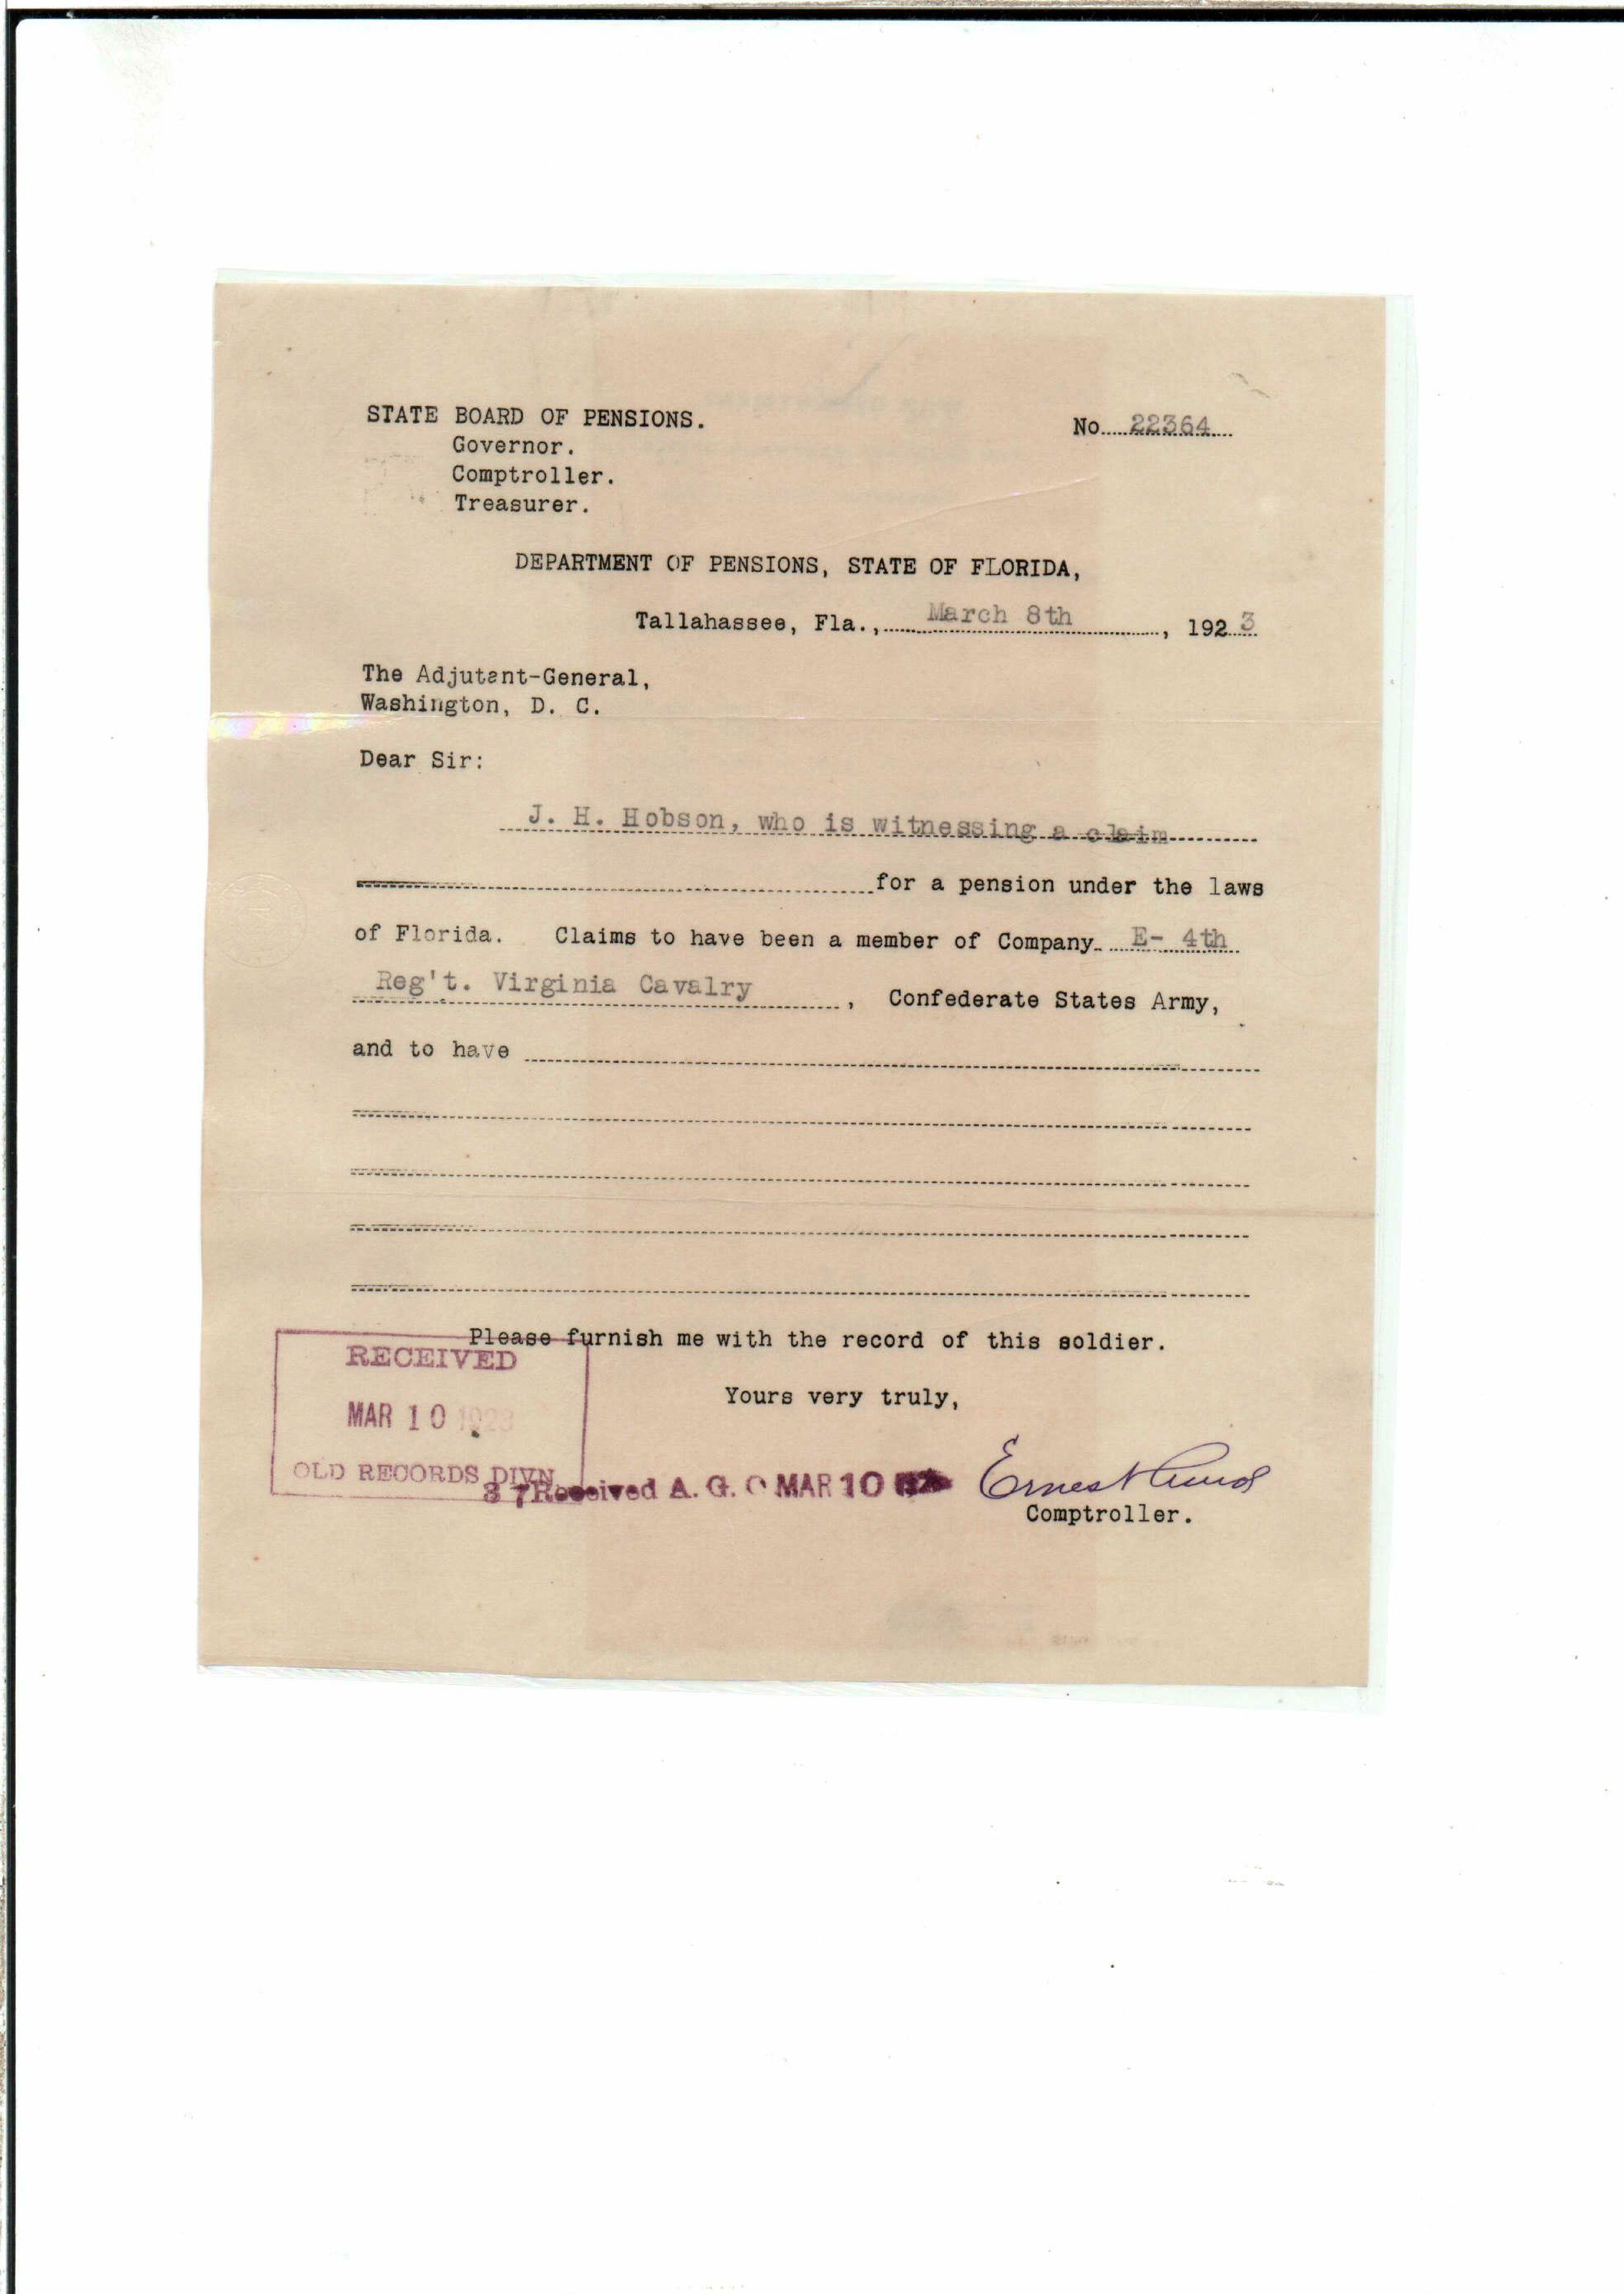 STATE BOARD OF PENSIONS.
No. 22364
Governor.
Comptroller.
Treasurer.
DEPARTMENT OF PENSIONS, STATE OF FLORIDA,
Tallahassee, Fla., March 8th, 1923
The Adjutant-General,
Washington, D. C.
Dear Sir:
J. H. Hobson, who is witnessing a claim
for a pension under the laws
of Florida. Claims to have been a member of Company E- 4th
Reg't. Virginia Cavalry, Confederate States Army,
and to have
Please furnish me with the record of this soldier.
RECEIVED
Yours very truly,
MAR 10 1923
OLD RECORDS DIVN
37 Received A. G. O MAR 10
Ernest Amos
Comptroller.